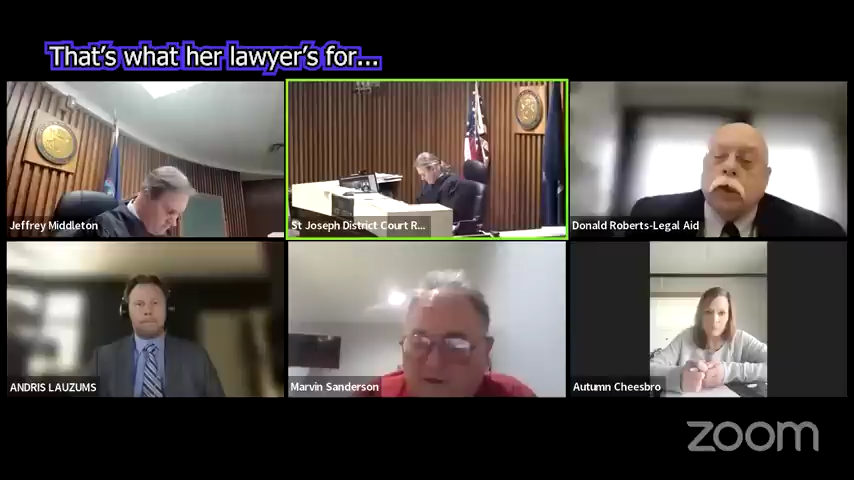 That's what her lawyer's for...
Jeffrey Middleton
St Joseph District Court R...
Donald Roberts-Legal Aid
ANDRIS LAUZUMS
Marvin Sanderson
Autumn Cheesbro
zoom